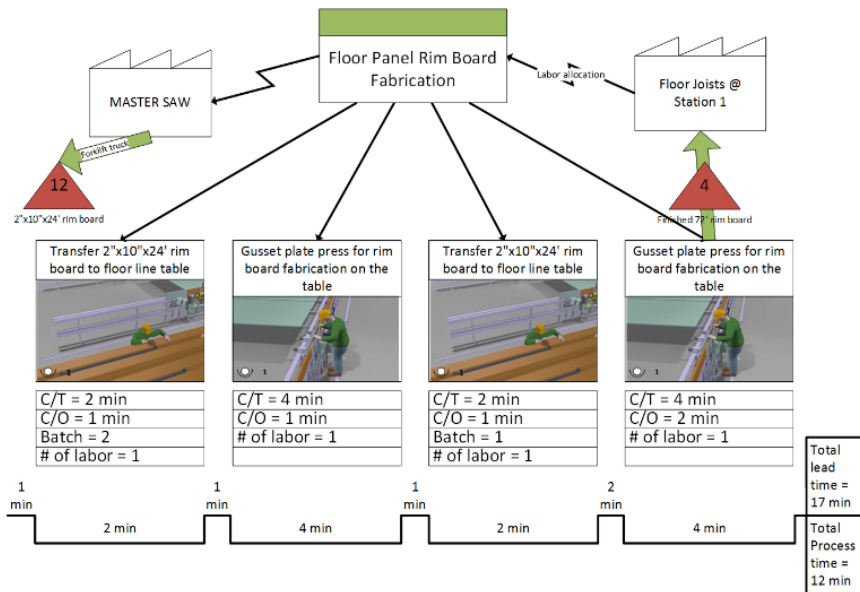 Floor Panel Rim Board
Fabrication
MASTER SAW
Labor allocation
Floor Joists @
Station 1
Forklift truck
12
2"x10"x24' rim board
4
Finished 72' rim board
Transfer 2"x10"x24' rim
board to floor line table
1
C/T = 2 min
C/O = 1 min
Batch = 2
# of labor = 1
Gusset plate press for rim
board fabrication on the
table
1
C/T = 4 min
C/O = 1 min
# of labor = 1
Transfer 2"x10"x24' rim
board to floor line table
1
C/T = 2 min
C/O = 1 min
Batch = 1
# of labor = 1
Gusset plate press for rim
board fabrication on the
table
1
C/T = 4 min
C/O = 2 min
# of labor = 1
1
min
2 min
1
min
4 min
1
min
2 min
2
min
4 min
Total
lead
time =
17 min
Total
Process
time =
12 min